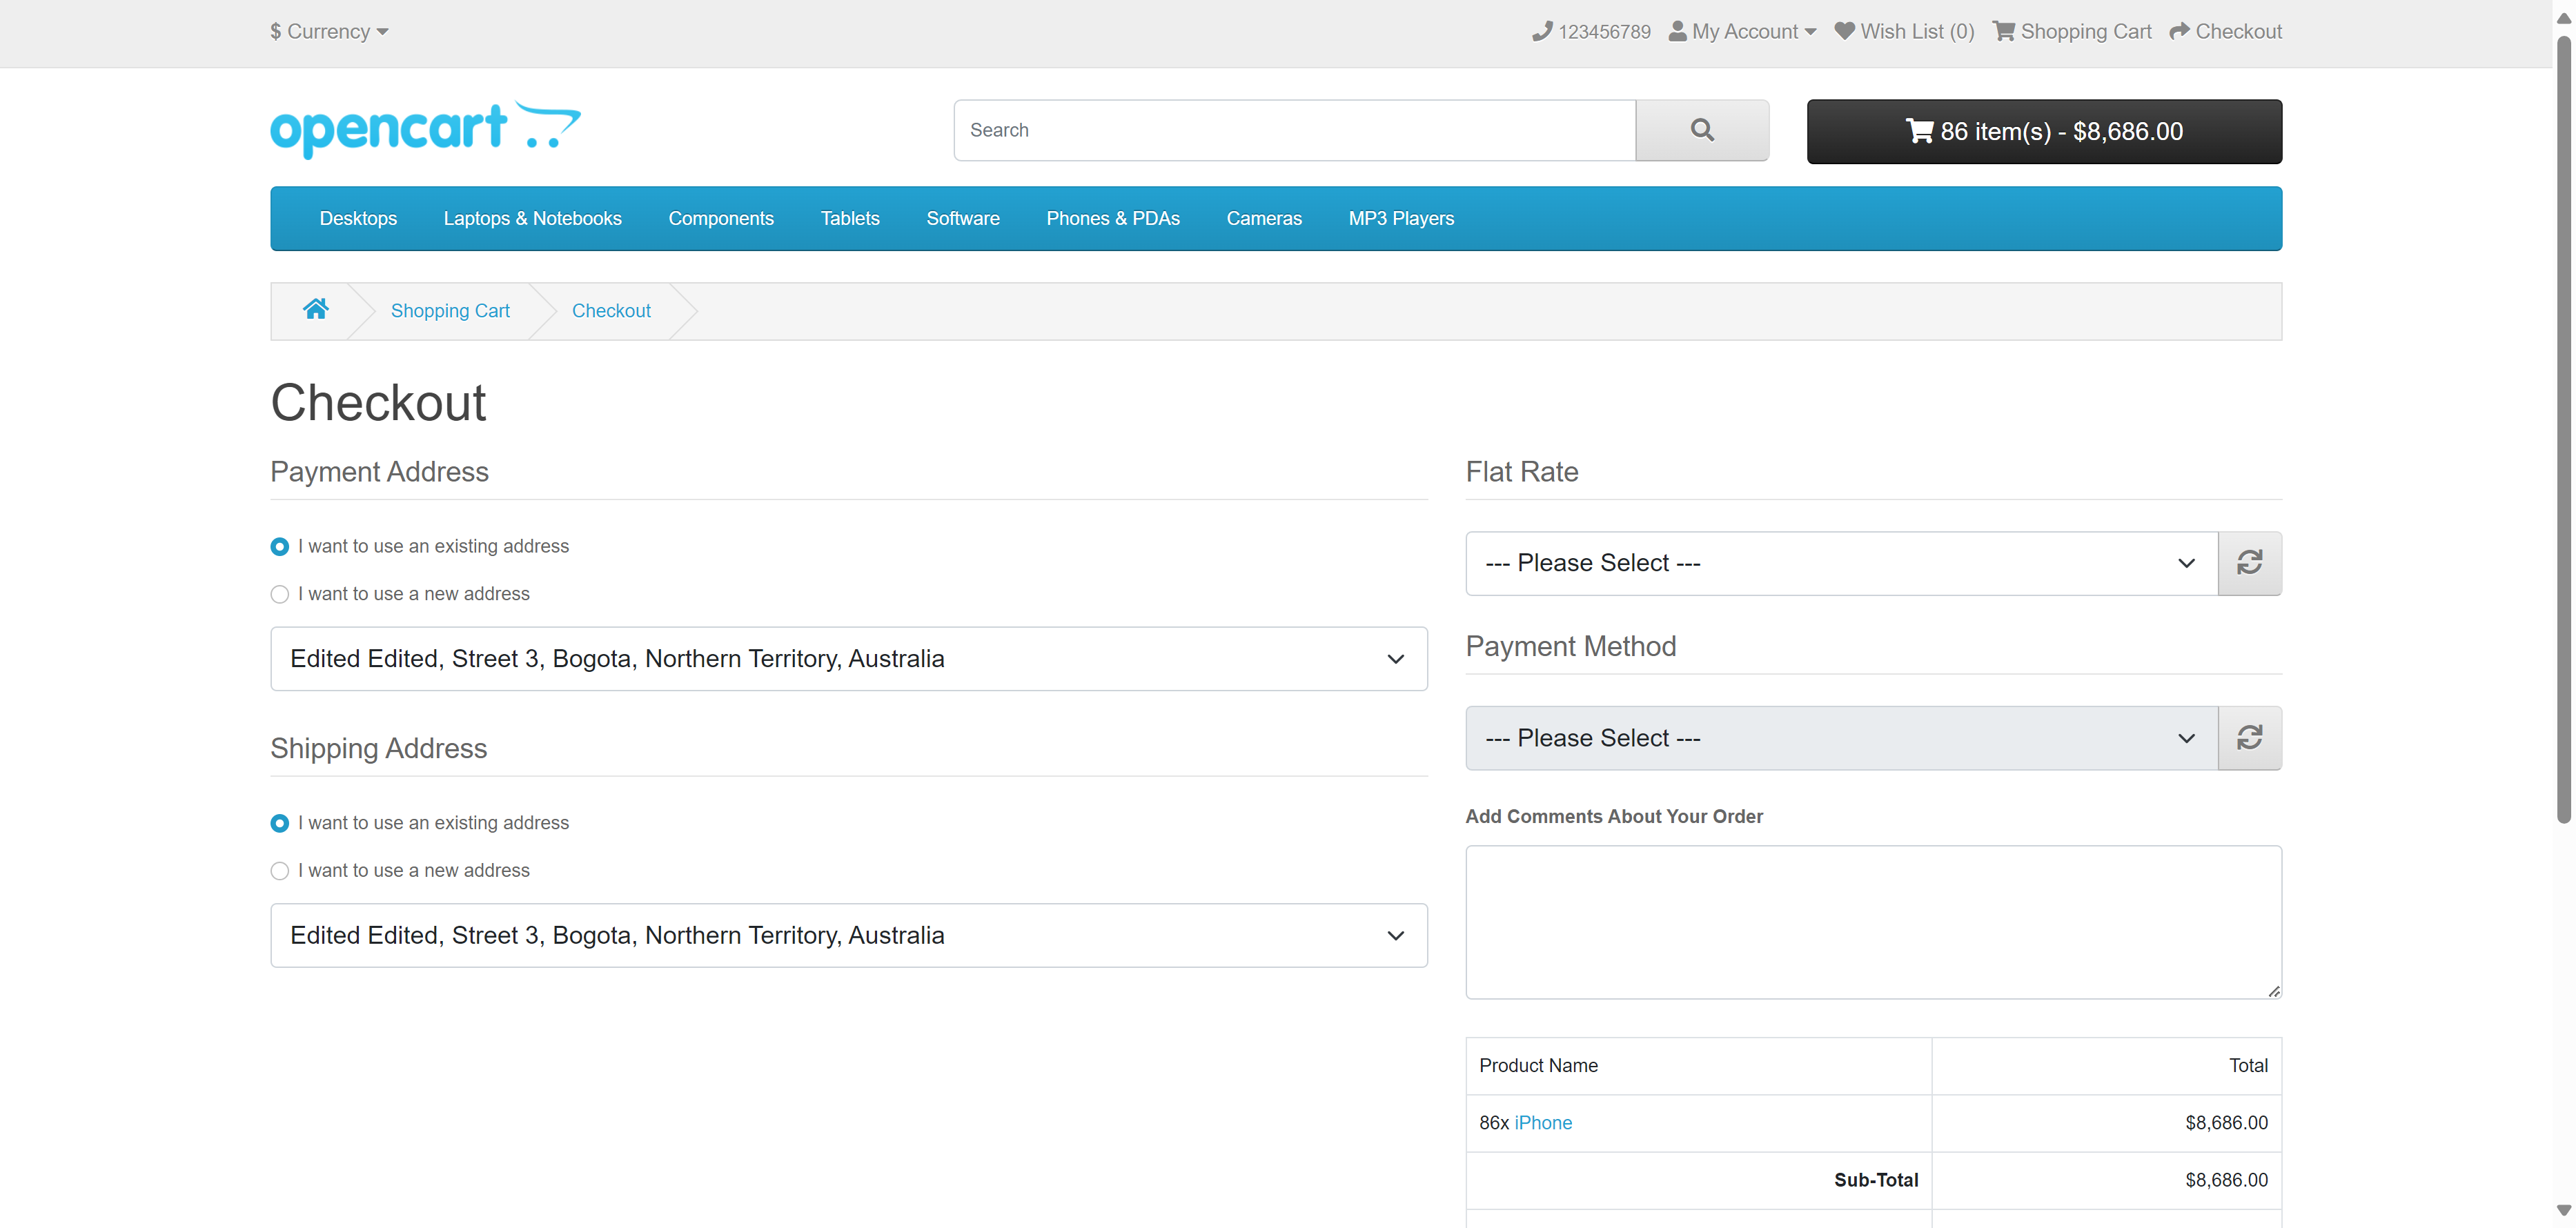 $ Currency
123456789 My Account Wish List (0) Shopping Cart Checkout
opencart
Search
86 item(s) - $8,686.00
Desktops Laptops & Notebooks Components Tablets Software Phones & PDAs Cameras MP3 Players
Shopping Cart Checkout
Checkout
Payment Address
I want to use an existing address
I want to use a new address
Edited Edited, Street 3, Bogota, Northern Territory, Australia
Shipping Address
I want to use an existing address
I want to use a new address
Edited Edited, Street 3, Bogota, Northern Territory, Australia
Flat Rate
--- Please Select ---
Payment Method
--- Please Select ---
Add Comments About Your Order
Product Name Total
86x iPhone $8,686.00
Sub-Total $8,686.00